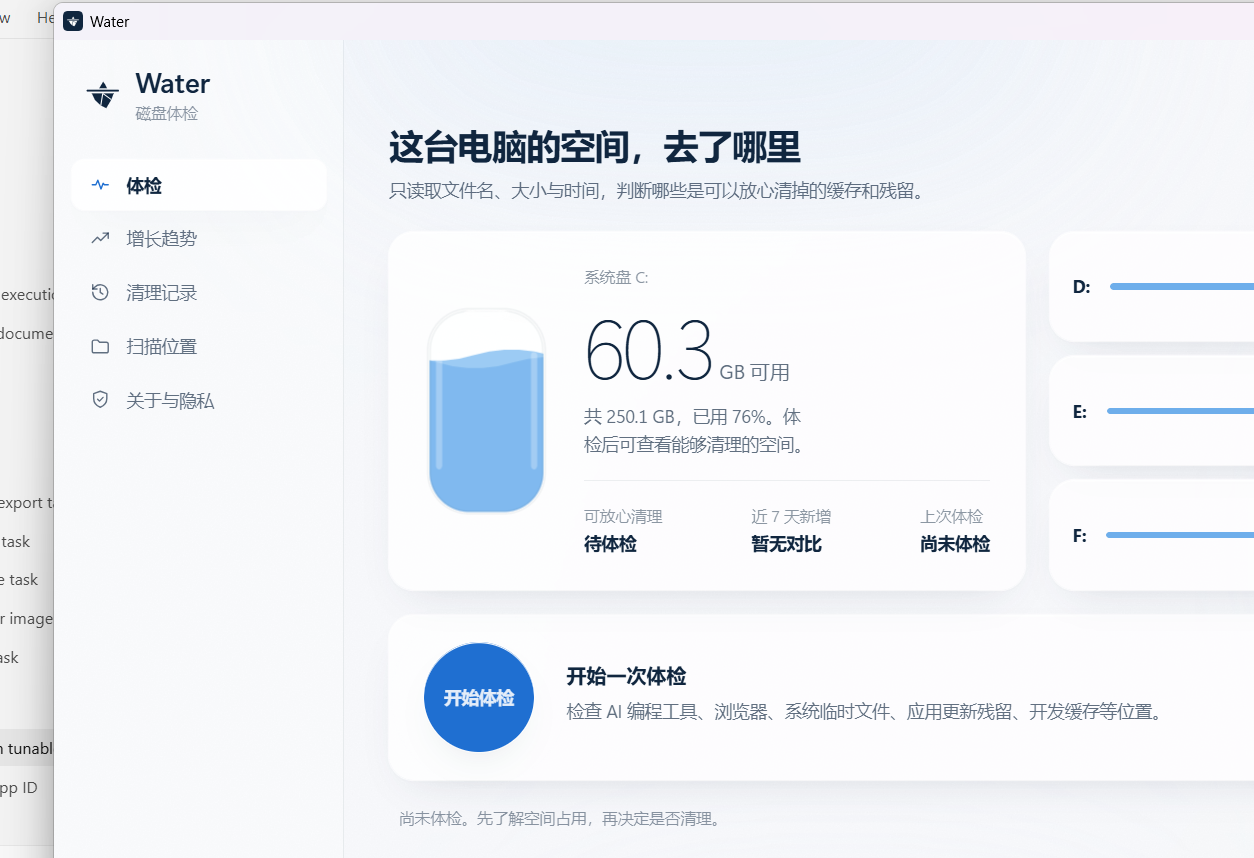 Water
Water
磁盘体检
体检
增长趋势
清理记录
扫描位置
关于与隐私
这台电脑的空间，去了哪里
只读取文件名、大小与时间，判断哪些是可以放心清掉的缓存和残留。
系统盘 C:
60.3 GB 可用
共 250.1 GB，已用 76%。体
检后可查看能够清理的空间。
可放心清理
待体检
近 7 天新增
暂无对比
上次体检
尚未体检
D:
E:
F:
开始体检
开始一次体检
检查 AI 编程工具、浏览器、系统临时文件、应用更新残留、开发缓存等位置。
尚未体检。先了解空间占用，再决定是否清理。
export
task
task
image
pp ID